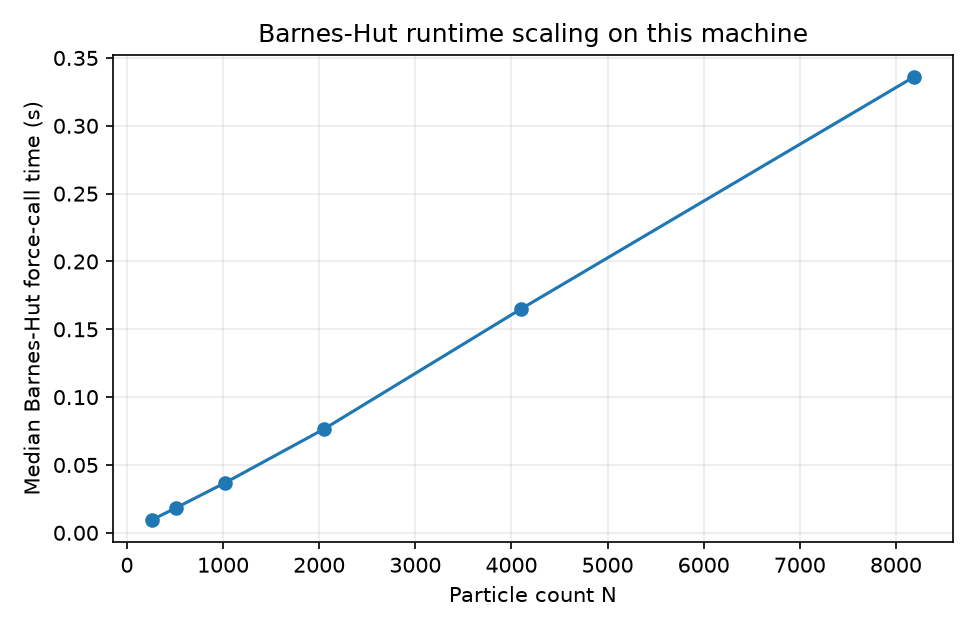 Barnes-Hut runtime scaling on this machine
Median Barnes-Hut force-call time (s)
0.35
0.30
0.25
0.20
0.15
0.10
0.05
0.00
0 1000 2000 3000 4000 5000 6000 7000 8000
Particle count N